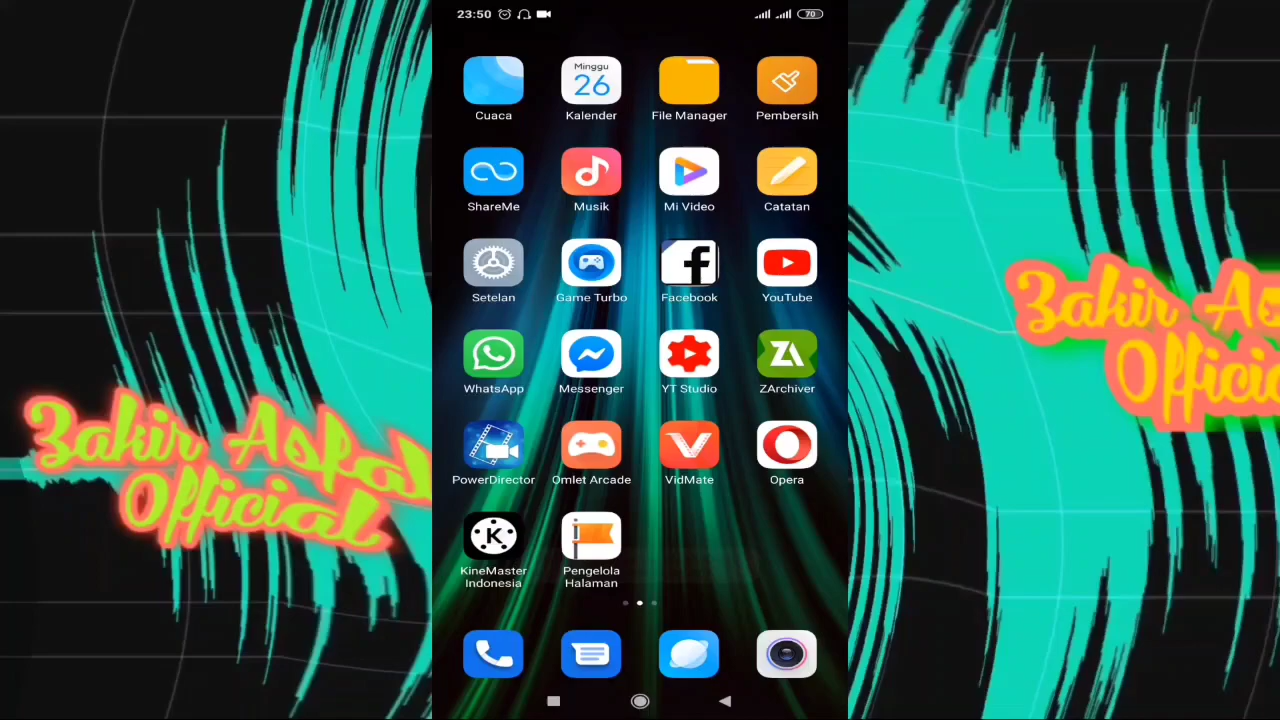 23:50
70
Minggu
26
Cuaca
Kalender
File Manager
Pembersih
ShareMe
Musik
Mi Video
Catatan
Setelan
Game Turbo
Facebook
YouTube
WhatsApp
Messenger
YT Studio
ZA
ZArchiver
PowerDirector
Omlet Arcade
VidMate
Opera
K
KineMaster
Indonesia
Pengelola
Halaman
Zakir Asfal
Official
Zakir As
Officia